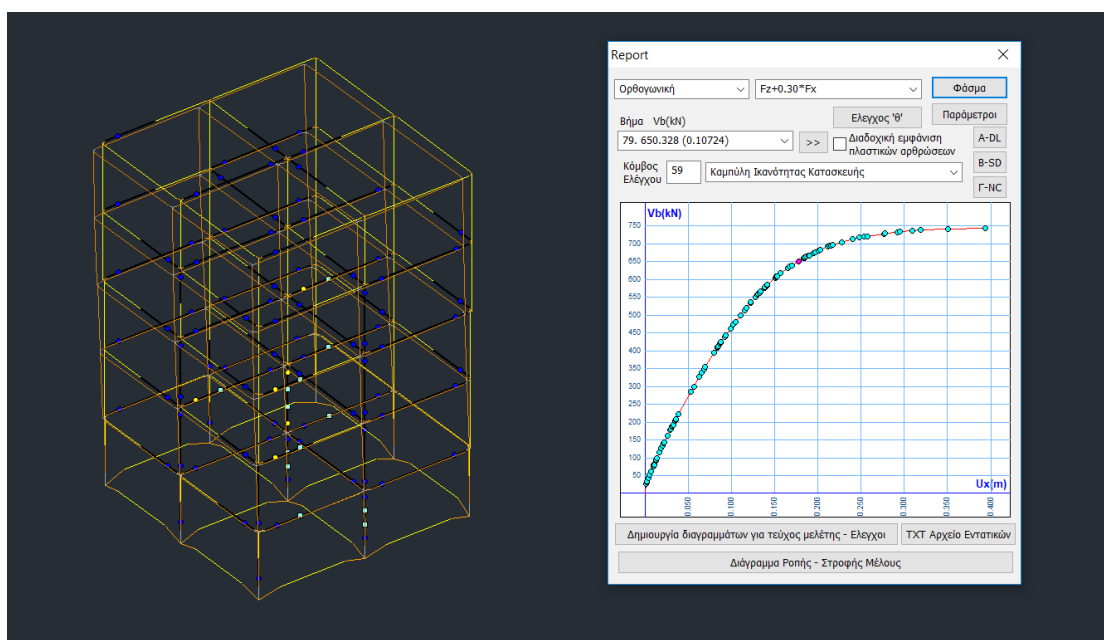 Report
Ορθογωνική
Fz+0.30*Fx
Φάσμα
Ελεγχος 'θ'
Παράμετροι
Βήμα Vb(kN)
79. 650.328 (0.10724)
>>
Διαδοχική εμφάνιση
πλαστικών αρθρώσεων
A-DL
Κόμβος
Ελέγχου
59
Καμπύλη Ικανότητας Κατασκευής
B-SD
Γ-NC
Vb(kN)
750
700
650
600
550
500
450
400
350
300
250
200
150
100
50
Ux(m)
0.050
0.100
0.150
0.200
0.250
0.300
0.350
0.400
Δημιουργία διαγραμμάτων για τεύχος μελέτης - Ελεγχοι
TXT Αρχείο Εντατικών
Διάγραμμα Ροπής - Στροφής Μέλους